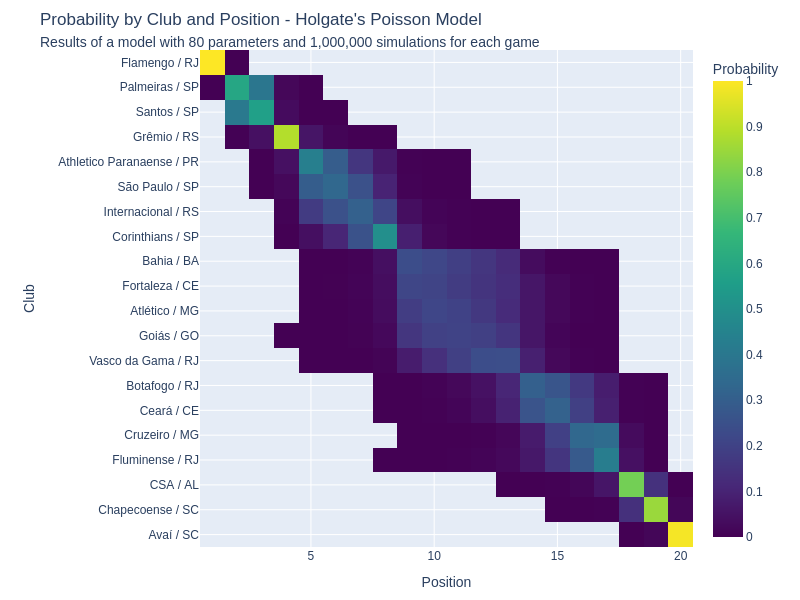 Probability by Club and Position - Holgate's Poisson Model
Results of a model with 80 parameters and 1,000,000 simulations for each game
Probability
Flamengo / RJ
Palmeiras / SP
Santos / SP
Grêmio / RS
Athletico Paranaense / PR
São Paulo / SP
Internacional / RS
Corinthians / SP
Bahia / BA
Fortaleza / CE
Atlético / MG
Goiás / GO
Vasco da Gama / RJ
Botafogo / RJ
Ceará / CE
Cruzeiro / MG
Fluminense / RJ
CSA / AL
Chapecoense / SC
Avaí / SC
Club
5
10
15
20
Position
1
0.9
0.8
0.7
0.6
0.5
0.4
0.3
0.2
0.1
0